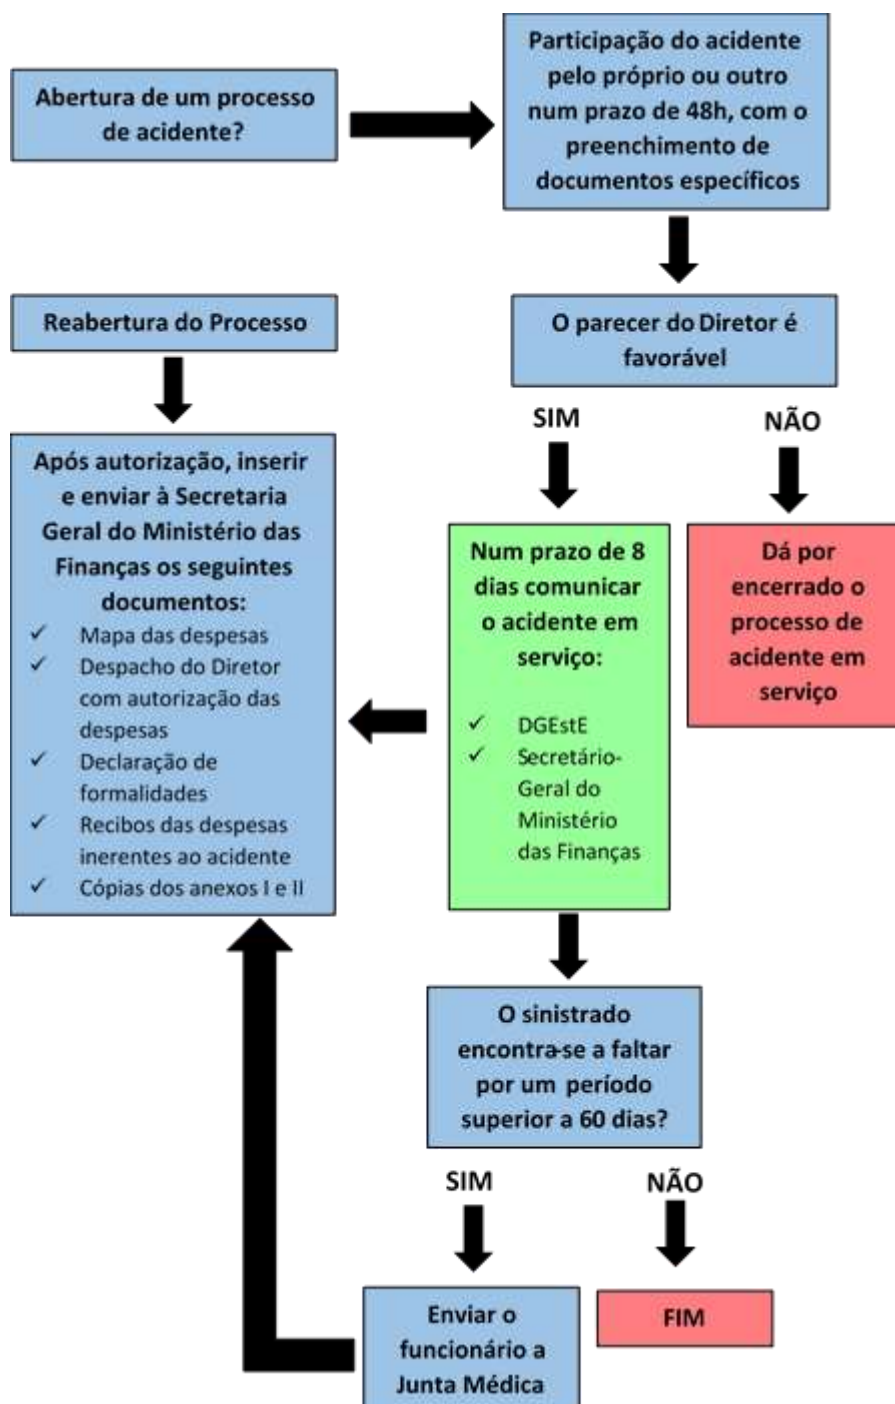 Abertura de um processo
de acidente?
Participação do acidente
pelo próprio ou outro
num prazo de 48h, com o
preenchimento de
documentos específicos
Reabertura do Processo
O parecer do Diretor é
favorável
SIM
NÃO
Após autorização, inserir
e enviar à Secretaria
Geral do Ministério das
Finanças os seguintes
documentos:
✓ Mapa das despesas
✓ Despacho do Diretor
com autorização das
despesas
✓ Declaração de
formalidades
✓ Recibos das despesas
inerentes ao acidente
✓ Cópias dos anexos I e II
Num prazo de 8
dias comunicar
o acidente em
serviço:
✓ DGEstE
✓ Secretário-
Geral do
Ministério
das Finanças
Dá por
encerrado o
processo de
acidente em
serviço
O sinistrado
encontra-se a faltar
por um período
superior a 60 dias?
SIM
NÃO
Enviar o
funcionário a
Junta Médica
FIM